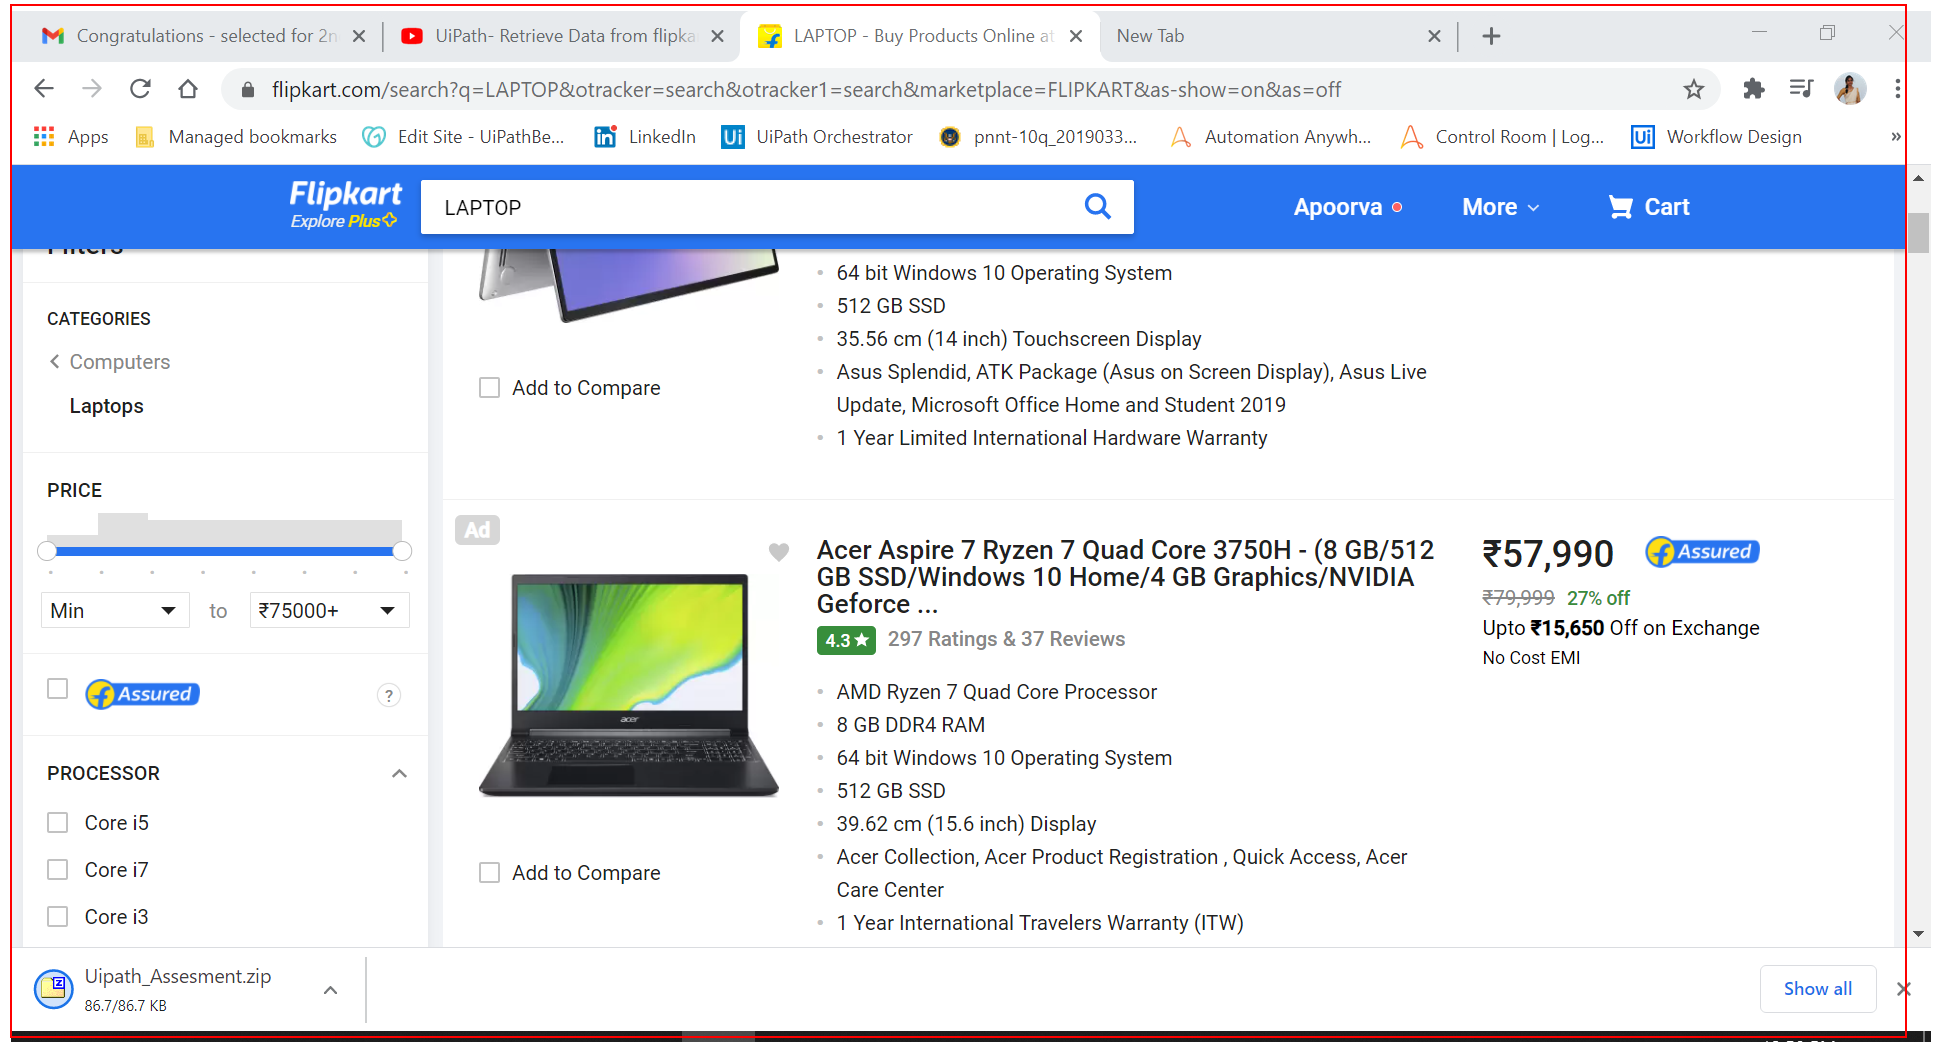 Congratulations - selected for 2n
UiPath- Retrieve Data from flipka
LAPTOP - Buy Products Online at
New Tab
flipkart.com/search?q=LAPTOP&otracker=search&otracker1=search&marketplace=FLIPKART&as-show=on&as=off
Apps
Managed bookmarks
Edit Site - UiPathBe...
LinkedIn
UiPath Orchestrator
pnnt-10q_2019033...
Automation Anywh...
Control Room | Log...
Workflow Design
Flipkart
Explore Plus
LAPTOP
Apoorva
More
Cart
Filters
CATEGORIES
Computers
Laptops
PRICE
Min
to
₹75000+
Assured
?
PROCESSOR
Core i5
Core i7
Core i3
64 bit Windows 10 Operating System
512 GB SSD
35.56 cm (14 inch) Touchscreen Display
Asus Splendid, ATK Package (Asus on Screen Display), Asus Live
Update, Microsoft Office Home and Student 2019
1 Year Limited International Hardware Warranty
Add to Compare
Ad
acer
Add to Compare
Acer Aspire 7 Ryzen 7 Quad Core 3750H - (8 GB/512
GB SSD/Windows 10 Home/4 GB Graphics/NVIDIA
Geforce ...
4.3★ 297 Ratings & 37 Reviews
AMD Ryzen 7 Quad Core Processor
8 GB DDR4 RAM
64 bit Windows 10 Operating System
512 GB SSD
39.62 cm (15.6 inch) Display
Acer Collection, Acer Product Registration , Quick Access, Acer
Care Center
1 Year International Travelers Warranty (ITW)
₹57,990
Assured
₹79,999 27% off
Upto ₹15,650 Off on Exchange
No Cost EMI
Uipath_Assesment.zip
86.7/86.7 KB
Show all